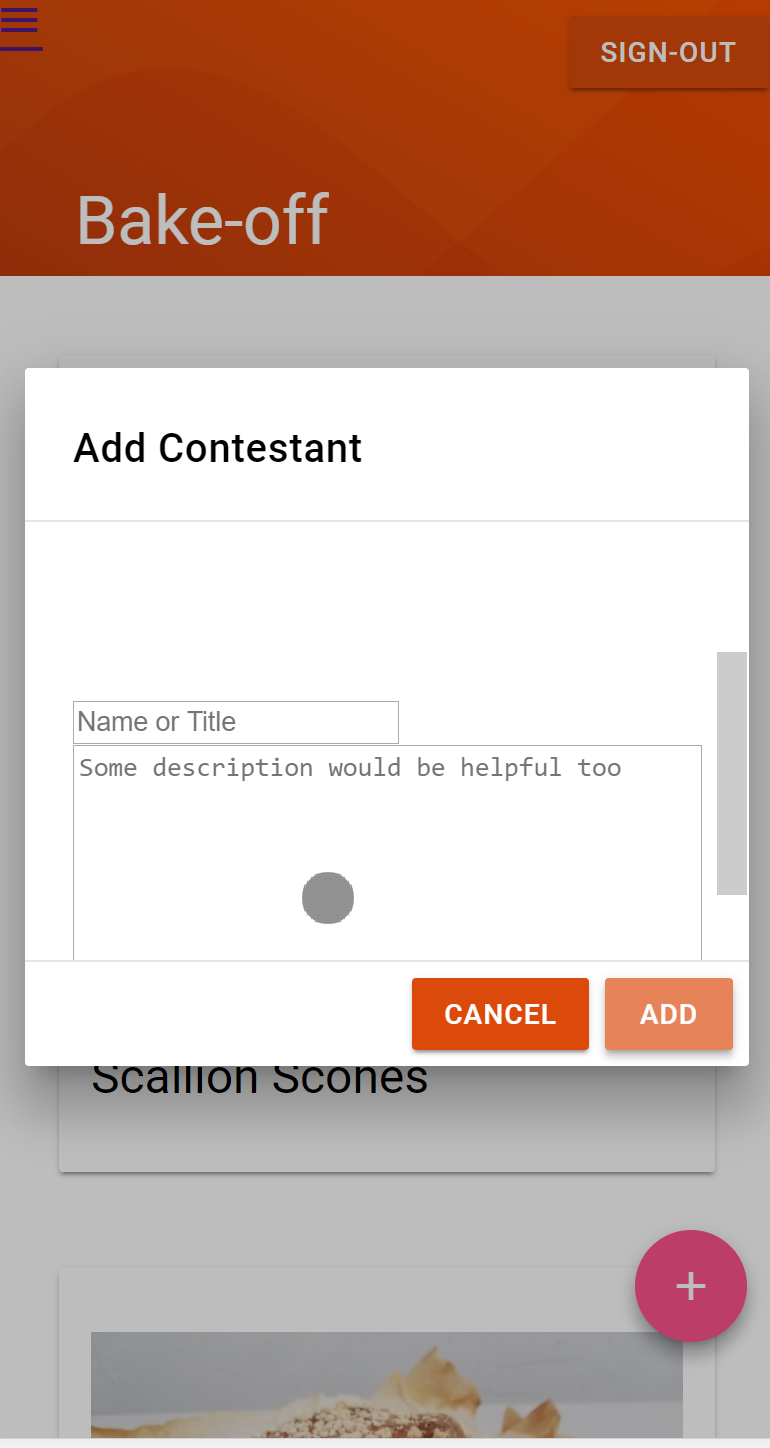 SIGN-OUT
Bake-off
Add Contestant
Name or Title
Some description would be helpful too
CANCEL
ADD
Scallion Scones
+